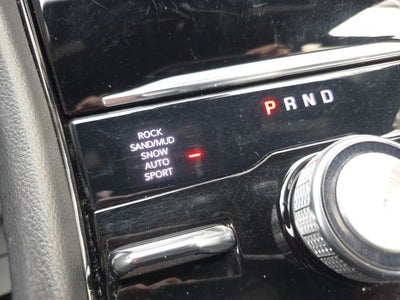 P R N D
ROCK
SAND/MUD
SNOW
AUTO
SPORT